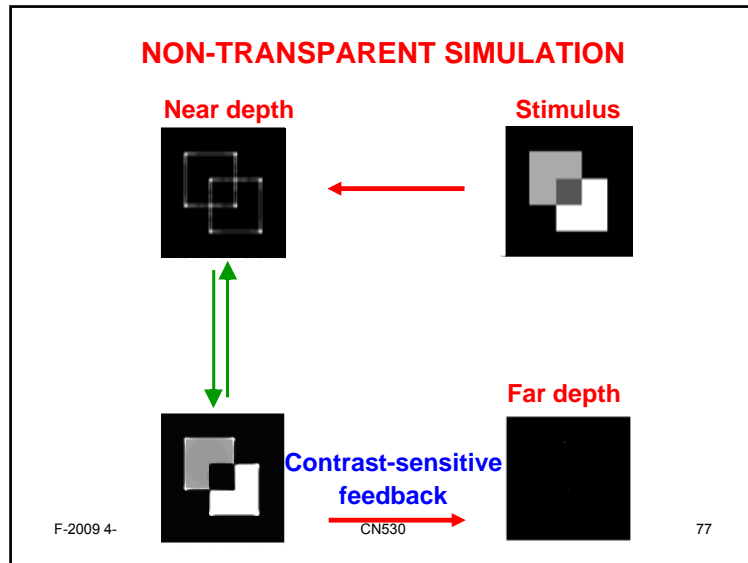 NON-TRANSPARENT SIMULATION
Near depth
Stimulus
Far depth
Contrast-sensitive
feedback
F-2009 4-
CN530
77